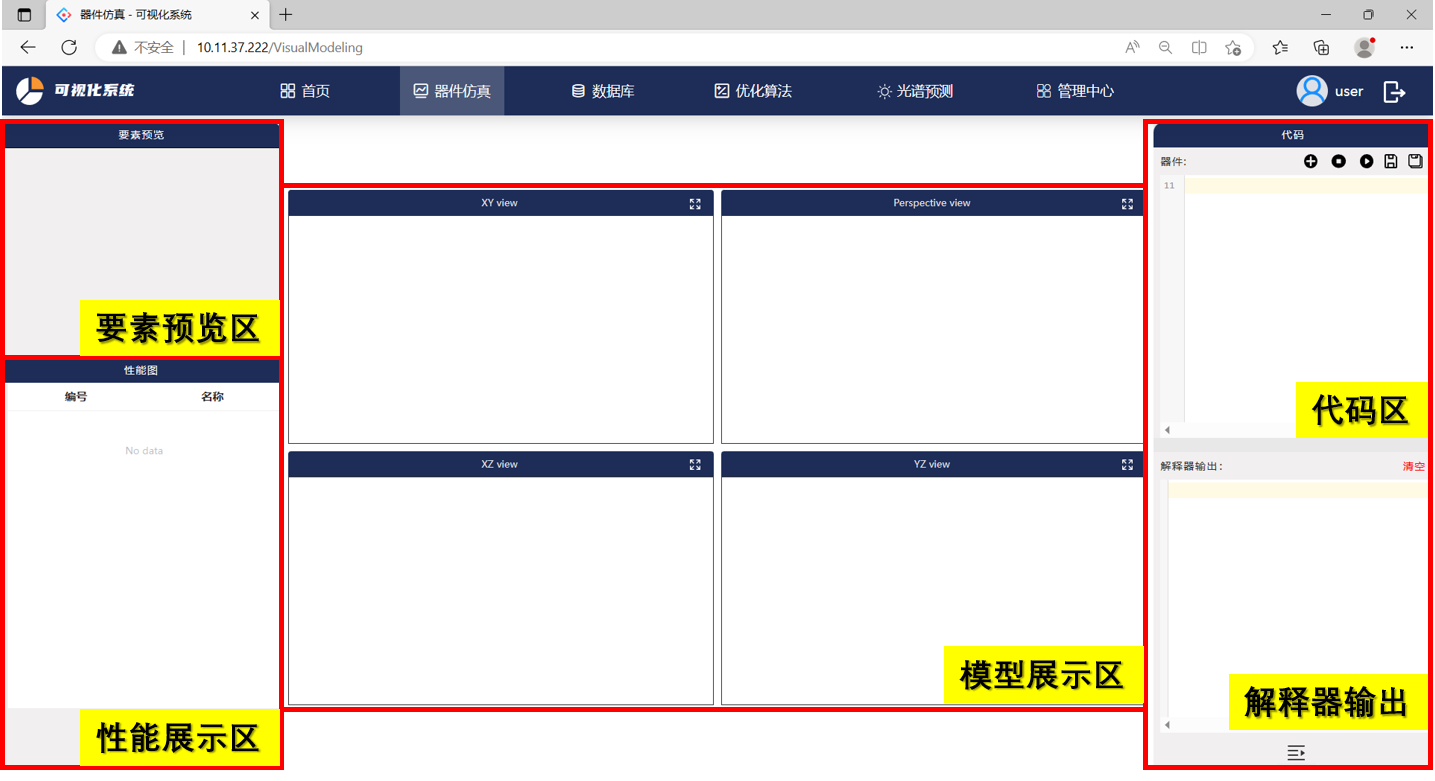 器件仿真 - 可视化系统
不安全 | 10.11.37.222/VisualModeling
可视化系统
首页
器件仿真
数据库
优化算法
光谱预测
管理中心
user
要素预览
要素预览区
性能图
编号 名称
No data
性能展示区
XY view
Perspective view
XZ view
YZ view
模型展示区
代码
器件:
11
代码区
解释器输出: 清空
解释器输出